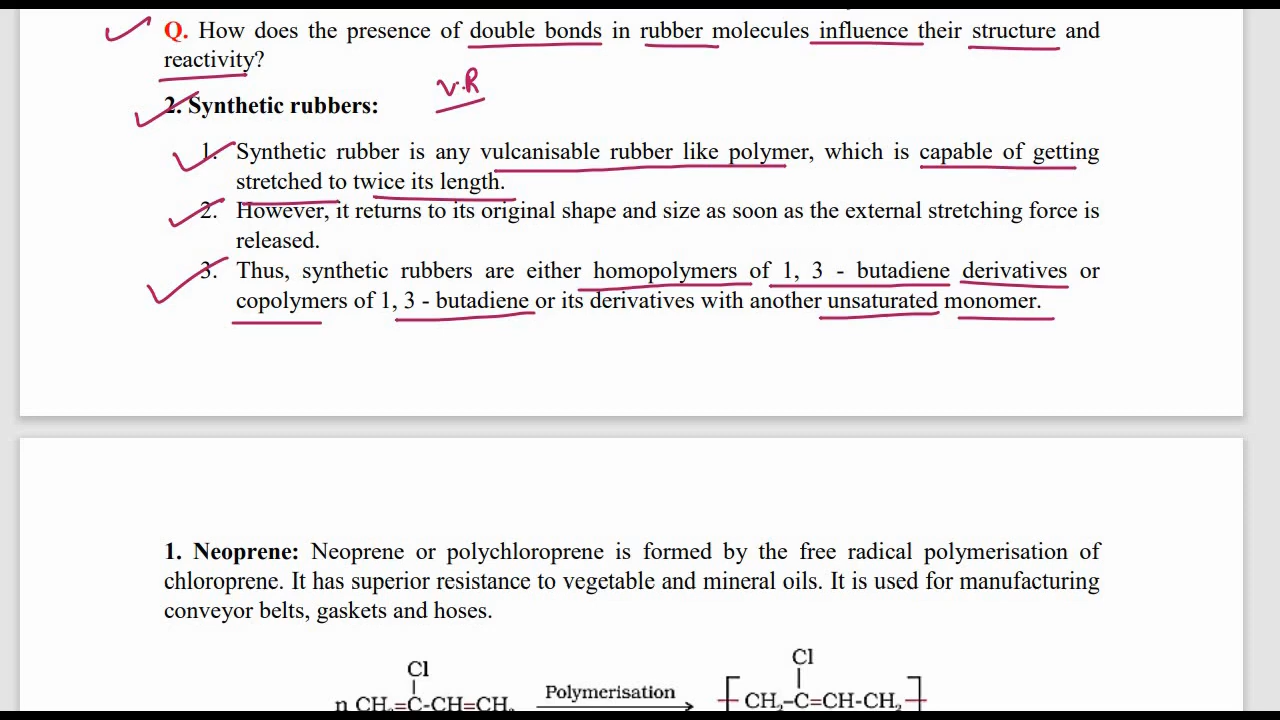 Q. How does the presence of double bonds in rubber molecules influence their structure and
reactivity?
V.R
2. Synthetic rubbers:
1. Synthetic rubber is any vulcanisable rubber like polymer, which is capable of getting
stretched to twice its length.
2. However, it returns to its original shape and size as soon as the external stretching force is
released.
3. Thus, synthetic rubbers are either homopolymers of 1, 3 - butadiene derivatives or
copolymers of 1, 3 - butadiene or its derivatives with another unsaturated monomer.
1. Neoprene: Neoprene or polychloroprene is formed by the free radical polymerisation of
chloroprene. It has superior resistance to vegetable and mineral oils. It is used for manufacturing
conveyor belts, gaskets and hoses.
Cl Cl
n CH₂=C-CH=CH₂ Polymerisation [CH₂-C=CH-CH₂]